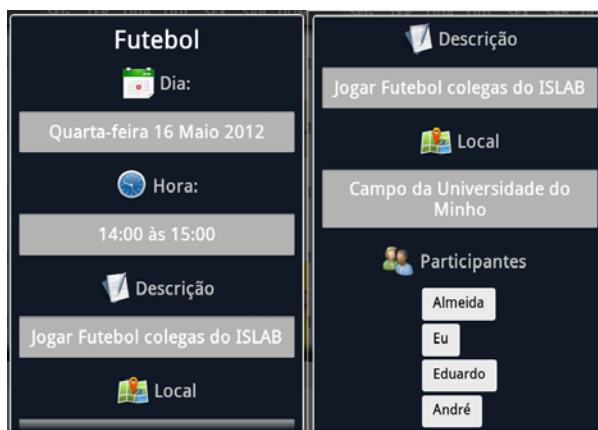 Futebol
Dia:
Quarta-feira 16 Maio 2012
Hora:
14:00 às 15:00
Descrição
Jogar Futebol colegas do ISLAB
Local
Descrição
Jogar Futebol colegas do ISLAB
Local
Campo da Universidade do
Minho
Participantes
Almeida
Eu
Eduardo
André